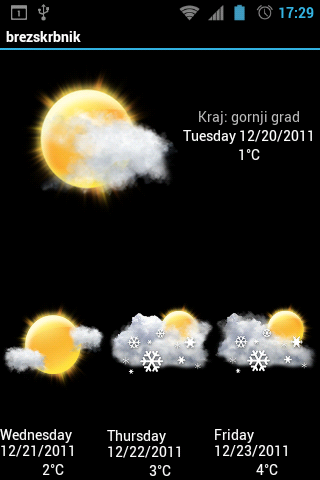 1
17:29
brezskrbnik
Kraj: gornji grad
Tuesday 12/20/2011
1°C
Wednesday
12/21/2011
2°C
Thursday
12/22/2011
3°C
Friday
12/23/2011
4°C